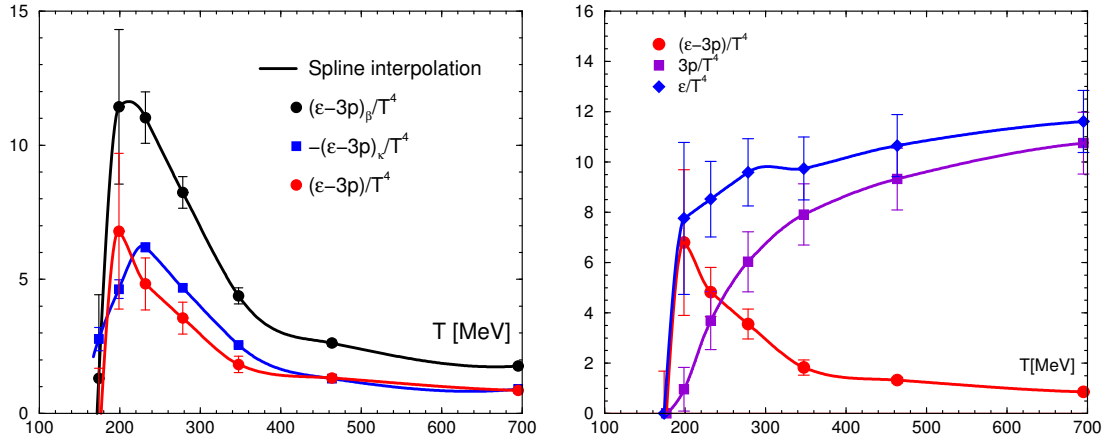 15
10
5
0
100 200 300 400 500 600 700
Spline interpolation
(ε−3p)β/T⁴
−(ε−3p)κ/T⁴
(ε−3p)/T⁴
T [MeV]
16
14
12
10
8
6
4
2
0
100 200 300 400 500 600 700
(ε−3p)/T⁴
3p/T⁴
ε/T⁴
T[MeV]